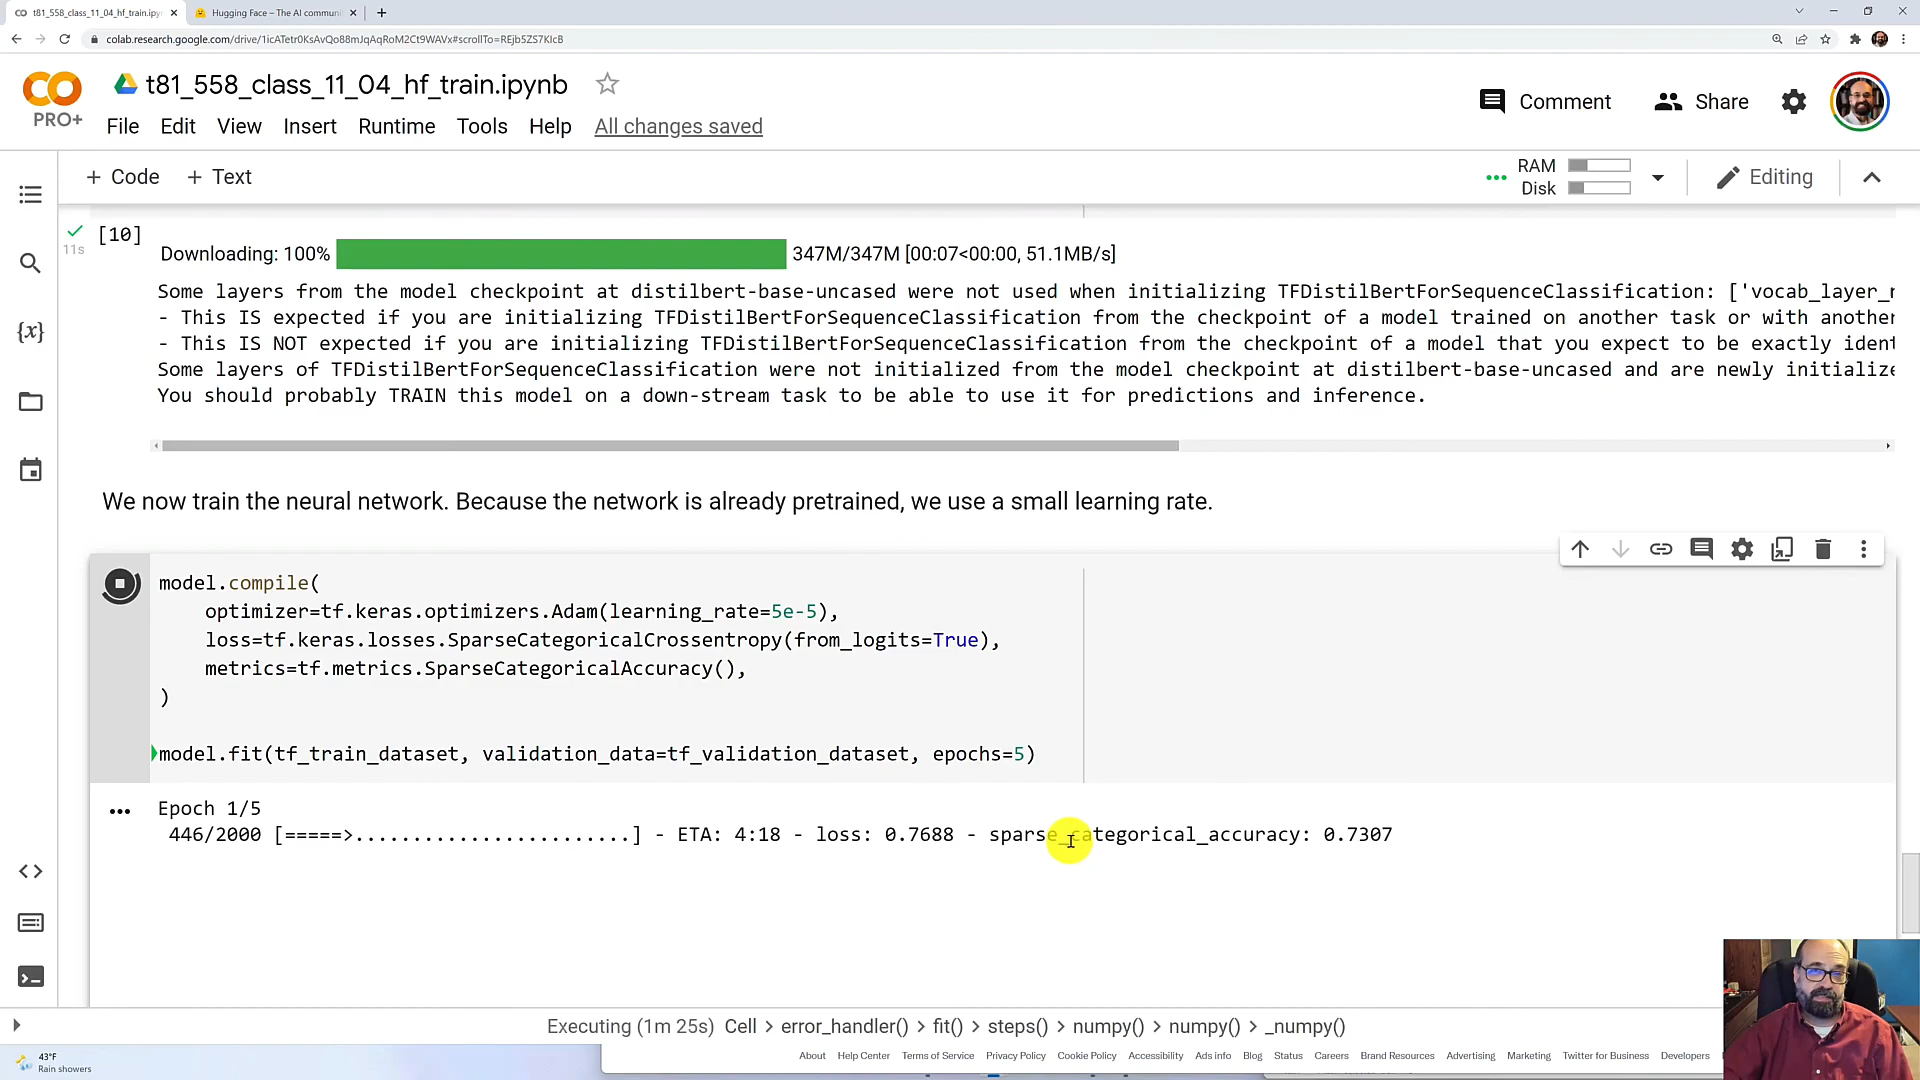 t81_558_class_11_04_hf_train.ipyn
Hugging Face – The AI communi
colab.research.google.com/drive/1icATetr0KsAvQo88mJqAqRoM2Ct9WAVx#scrollTo=REjb5ZS7KIcB
t81_558_class_11_04_hf_train.ipynb
PRO+
File Edit View Insert Runtime Tools Help All changes saved
Comment Share
+ Code + Text
RAM
Disk
Editing
[10]
11s
Downloading: 100% 347M/347M [00:07<00:00, 51.1MB/s]
Some layers from the model checkpoint at distilbert-base-uncased were not used when initializing TFDistilBertForSequenceClassification: ['vocab_layer_n
- This IS expected if you are initializing TFDistilBertForSequenceClassification from the checkpoint of a model trained on another task or with another
- This IS NOT expected if you are initializing TFDistilBertForSequenceClassification from the checkpoint of a model that you expect to be exactly ident
Some layers of TFDistilBertForSequenceClassification were not initialized from the model checkpoint at distilbert-base-uncased and are newly initialize
You should probably TRAIN this model on a down-stream task to be able to use it for predictions and inference.
We now train the neural network. Because the network is already pretrained, we use a small learning rate.
model.compile(
optimizer=tf.keras.optimizers.Adam(learning_rate=5e-5),
loss=tf.keras.losses.SparseCategoricalCrossentropy(from_logits=True),
metrics=tf.metrics.SparseCategoricalAccuracy(),
)
model.fit(tf_train_dataset, validation_data=tf_validation_dataset, epochs=5)
Epoch 1/5
446/2000 [=====>........................] - ETA: 4:18 - loss: 0.7688 - sparse_categorical_accuracy: 0.7307
Executing (1m 25s) Cell > error_handler() > fit() > steps() > numpy() > numpy() > _numpy()
43°F
Rain showers
About Help Center Terms of Service Privacy Policy Cookie Policy Accessibility Ads info Blog Status Careers Brand Resources Advertising Marketing Twitter for Business Developers